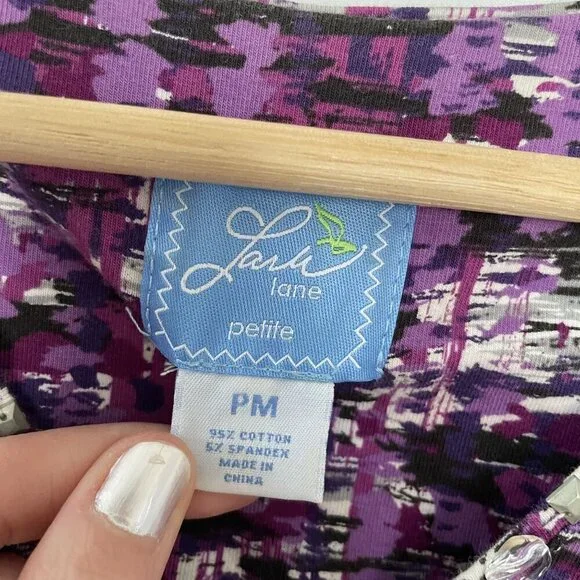 Lark
lane
petite
PM
95% COTTON
5% SPANDEX
MADE IN
CHINA